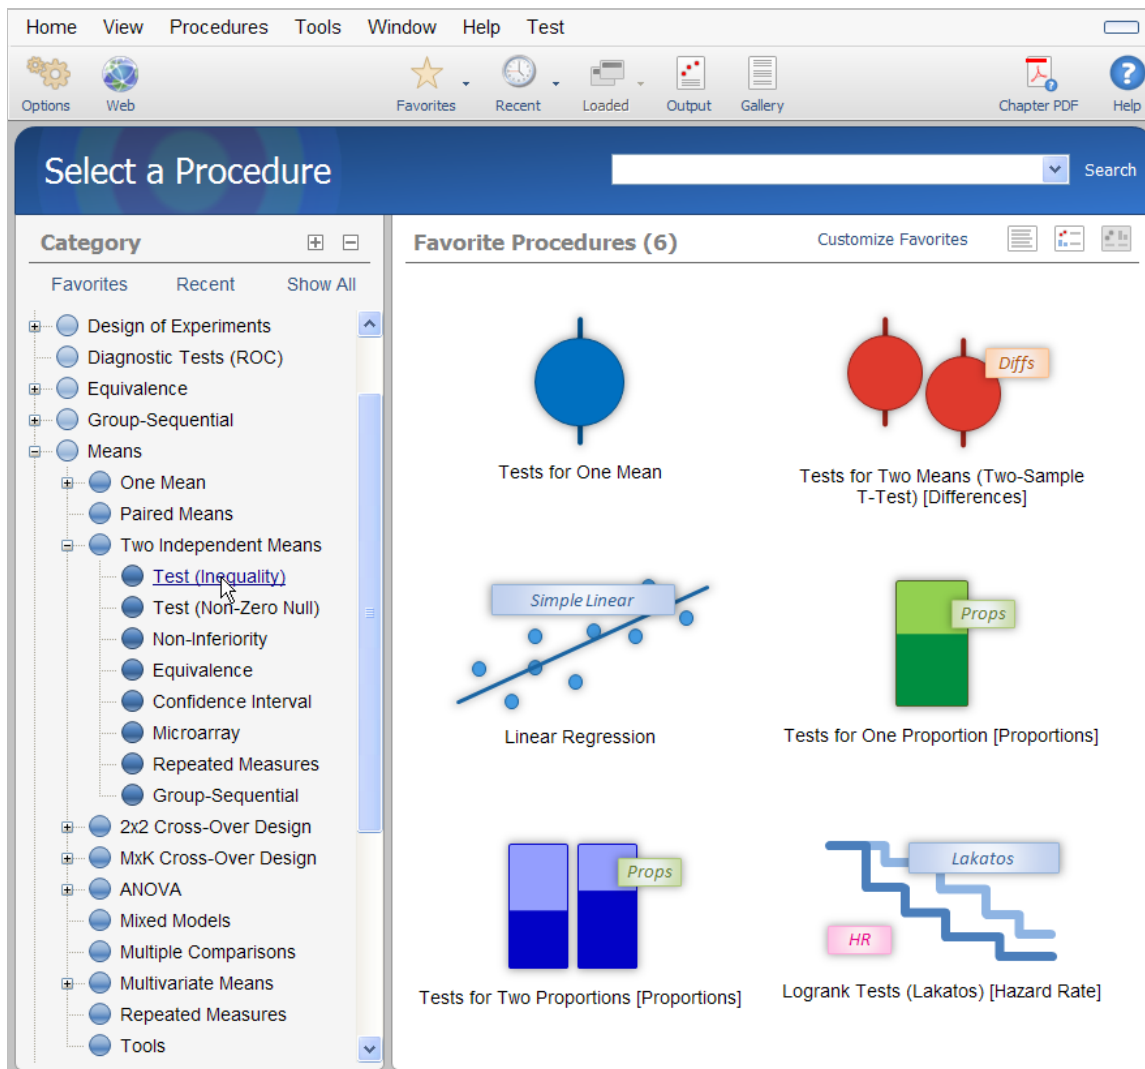 Home View Procedures Tools Window Help Test
Options Web Favorites Recent Loaded Output Gallery Chapter PDF Help
Select a Procedure
Search
Category
Favorites Recent Show All
Design of Experiments
Diagnostic Tests (ROC)
Equivalence
Group-Sequential
Means
One Mean
Paired Means
Two Independent Means
Test (Inequality)
Test (Non-Zero Null)
Non-Inferiority
Equivalence
Confidence Interval
Microarray
Repeated Measures
Group-Sequential
2x2 Cross-Over Design
MxK Cross-Over Design
ANOVA
Mixed Models
Multiple Comparisons
Multivariate Means
Repeated Measures
Tools
Favorite Procedures (6)
Customize Favorites
Tests for One Mean
Diffs
Tests for Two Means (Two-Sample
T-Test) [Differences]
Simple Linear
Linear Regression
Props
Tests for One Proportion [Proportions]
Props
Tests for Two Proportions [Proportions]
Lakatos
HR
Logrank Tests (Lakatos) [Hazard Rate]